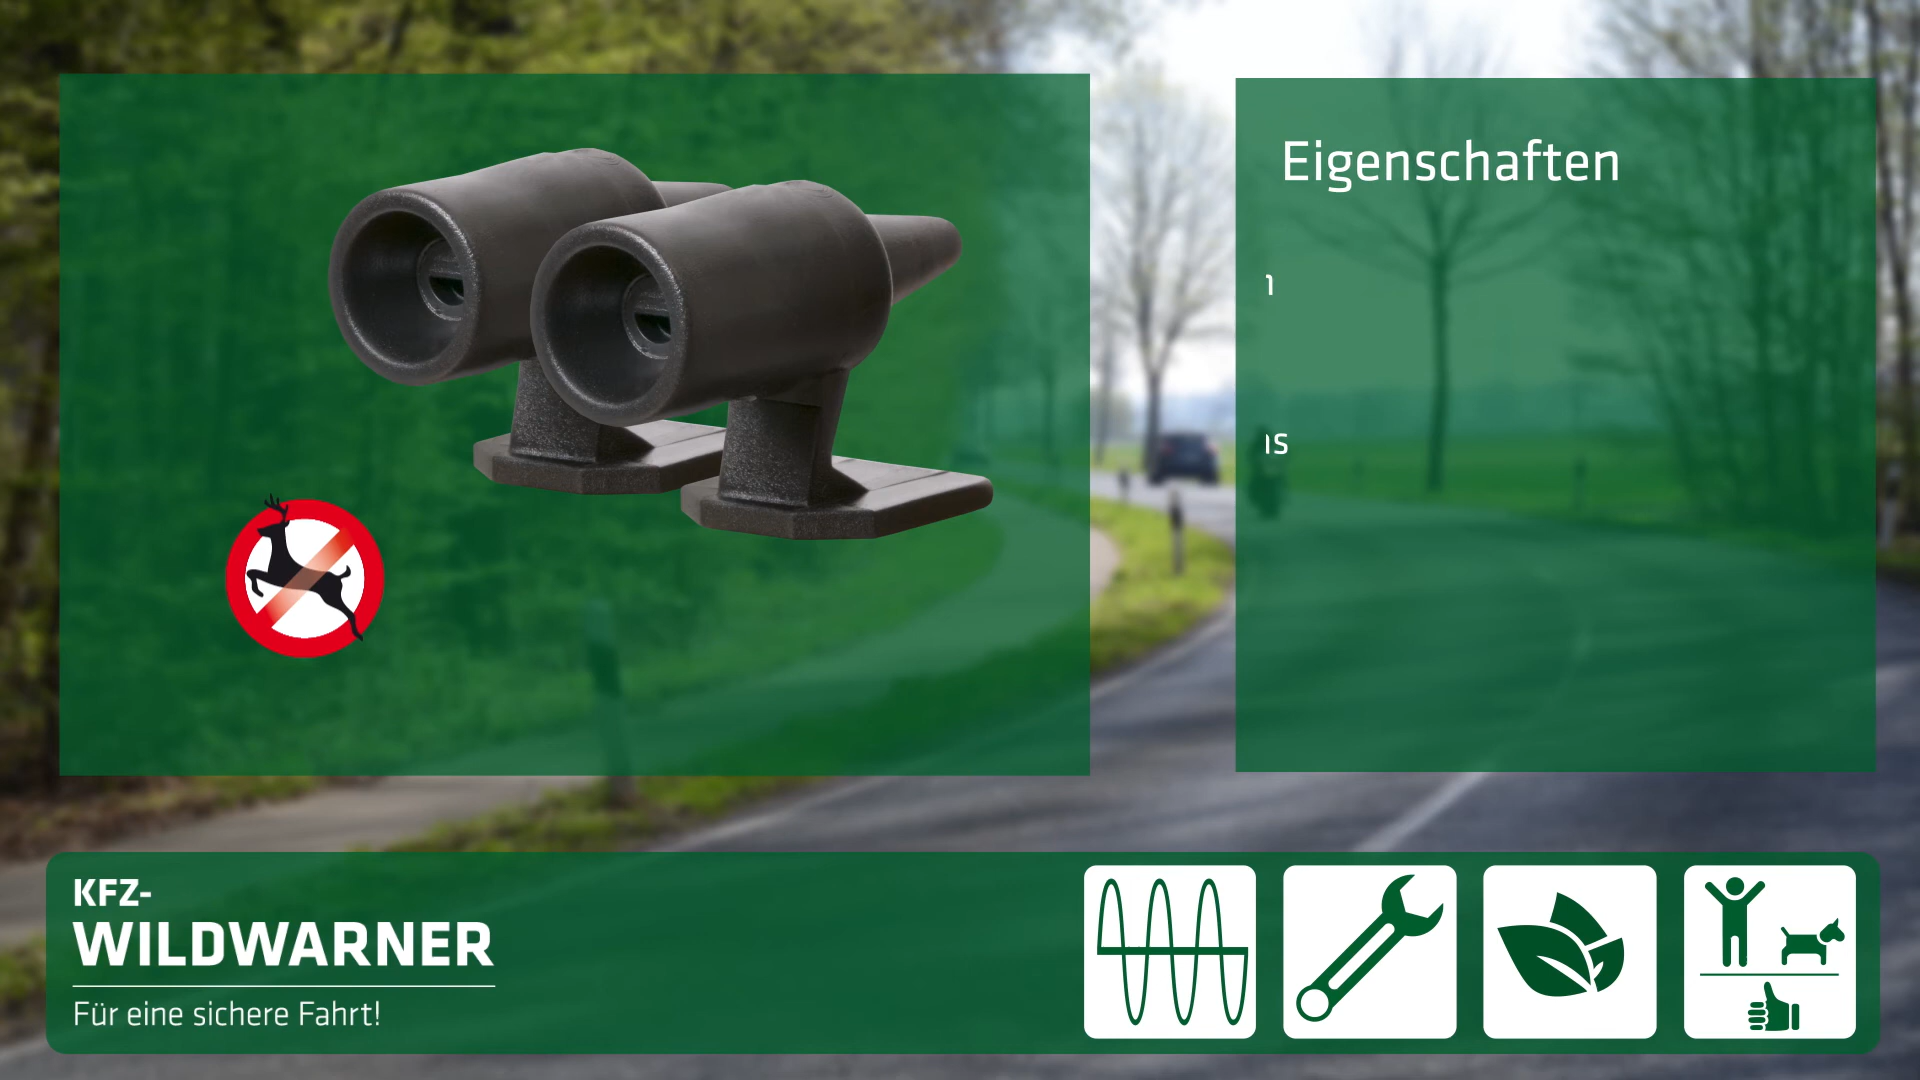 Eigenschaften
KFZ-
WILDWARNER
Für eine sichere Fahrt!